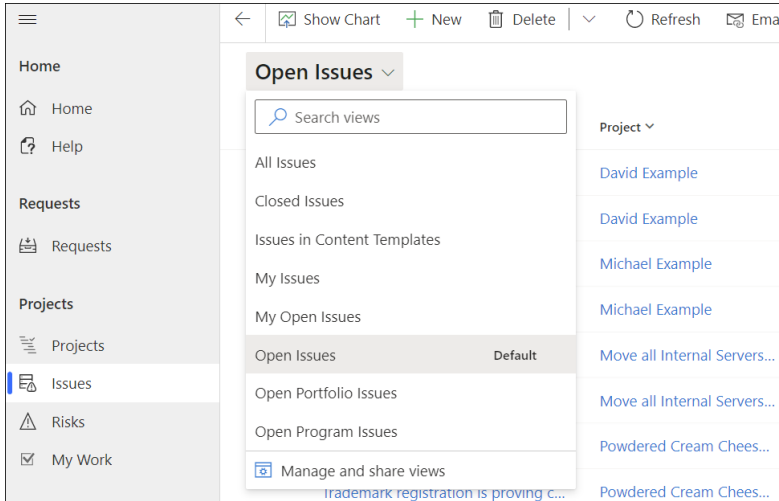 Show Chart
New
Delete
Refresh
Ema
Home
Home
Help
Requests
Requests
Projects
Projects
Issues
Risks
My Work
Open Issues
Search views
All Issues
Closed Issues
Issues in Content Templates
My Issues
My Open Issues
Open Issues Default
Open Portfolio Issues
Open Program Issues
Manage and share views
Trademark registration is proving c...
Project
David Example
David Example
Michael Example
Michael Example
Move all Internal Servers...
Move all Internal Servers...
Powdered Cream Chees...
Powdered Cream Chees...